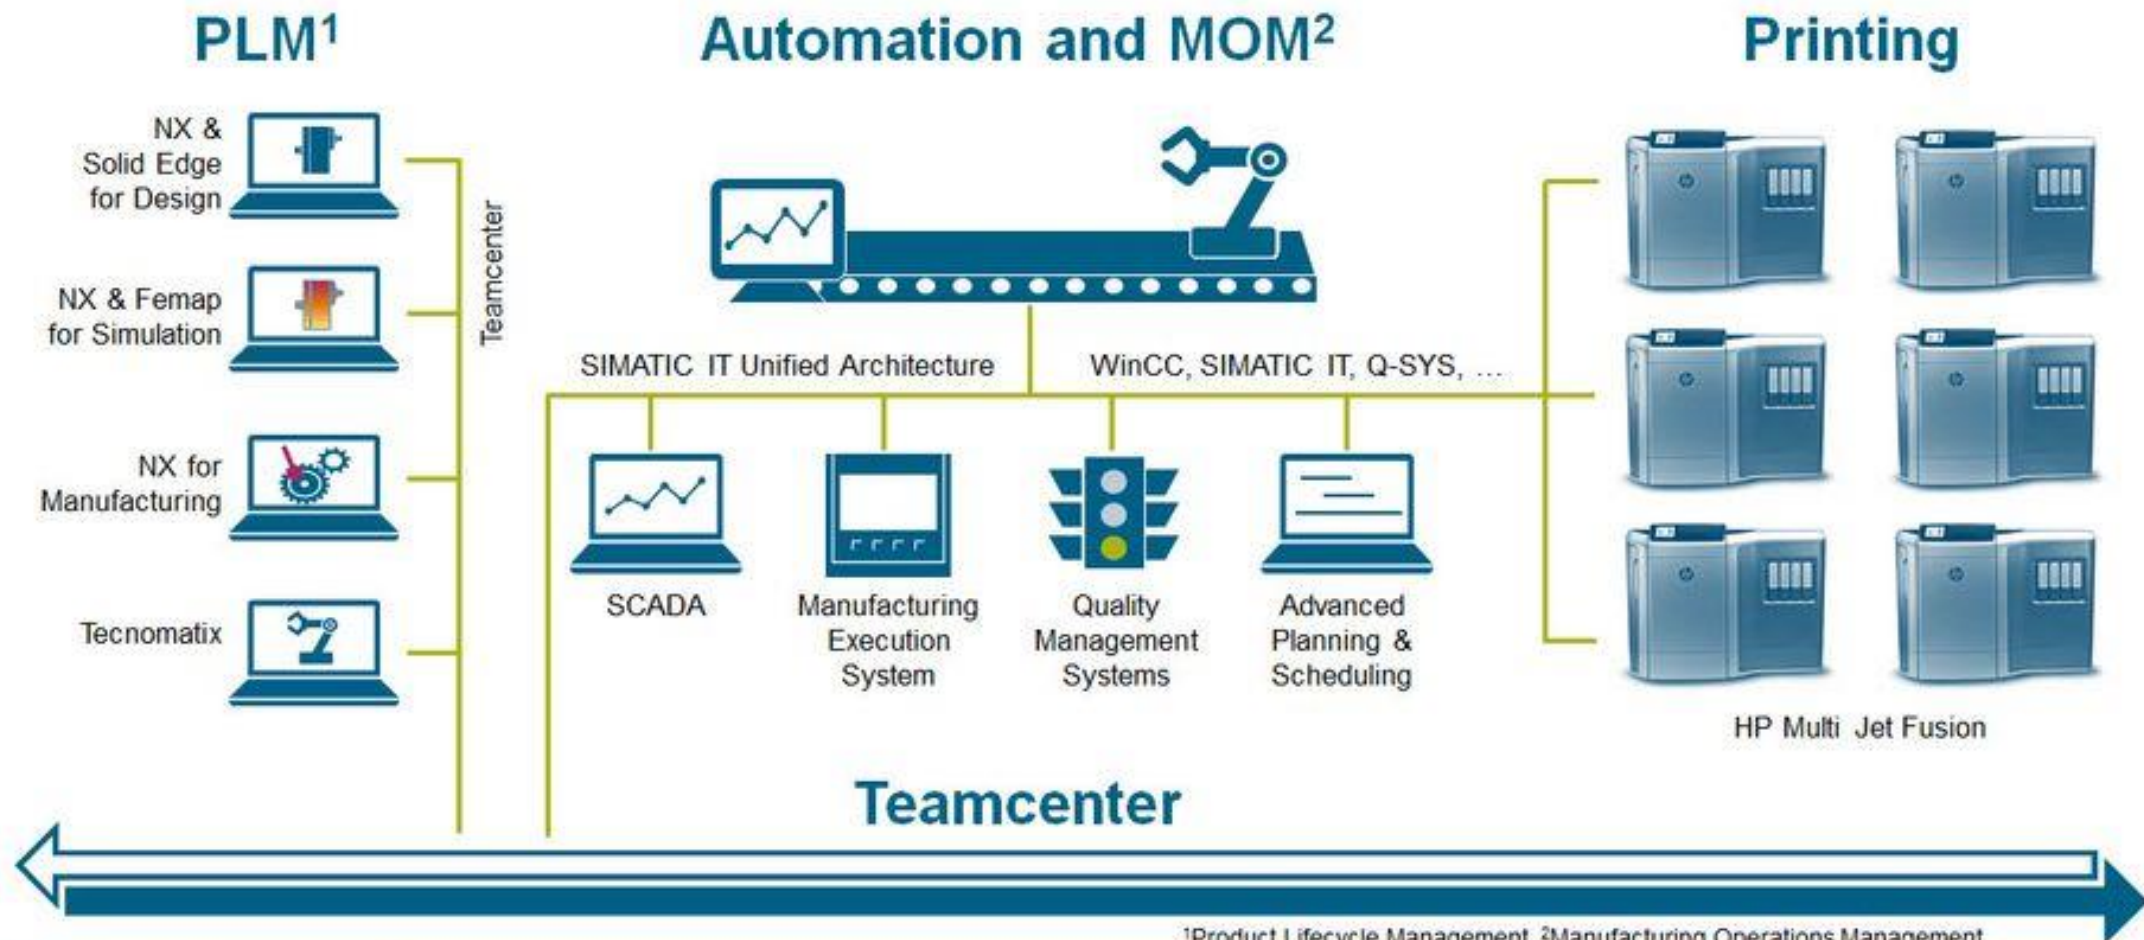 PLM¹
Automation and MOM²
Printing
NX &
Solid Edge
for Design
NX & Femap
for Simulation
NX for
Manufacturing
Tecnomatix
Teamcenter
SIMATIC IT Unified Architecture
WinCC, SIMATIC IT, Q-SYS, ...
SCADA
Manufacturing
Execution
System
Quality
Management
Systems
Advanced
Planning &
Scheduling
HP Multi Jet Fusion
Teamcenter
¹Product Lifecycle Management ²Manufacturing Operations Management